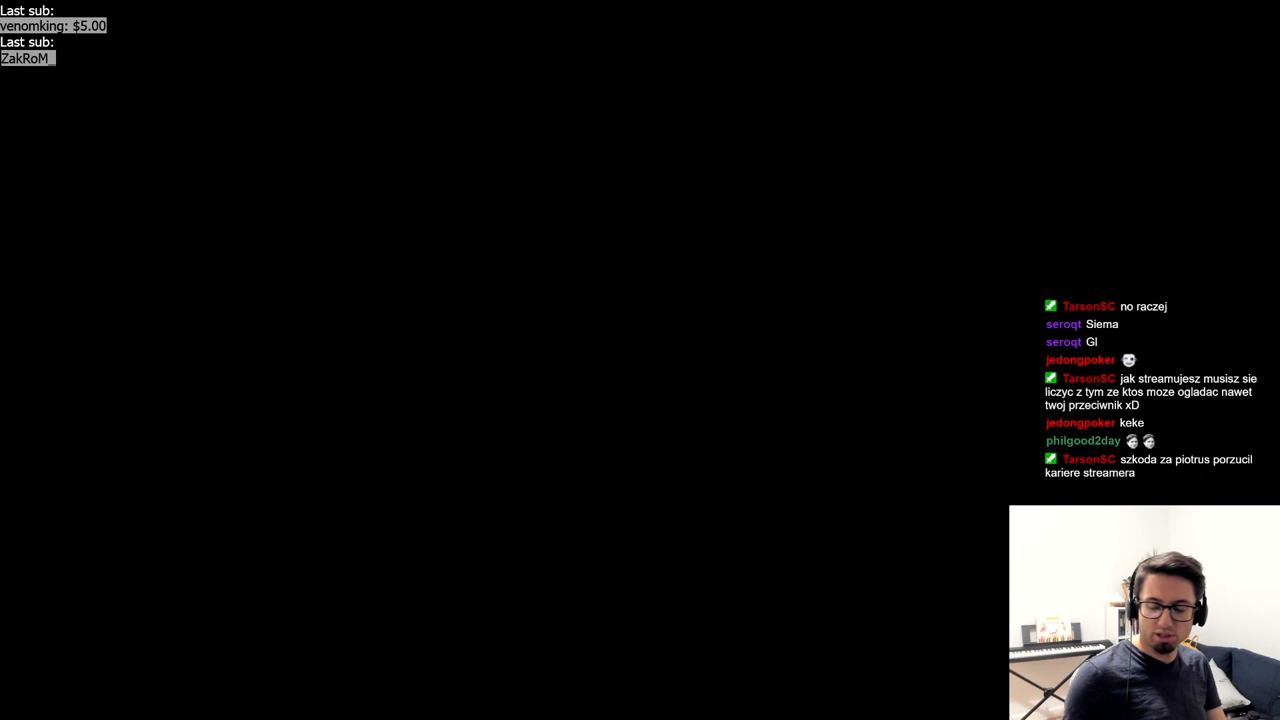 Last sub:
venomking: $5.00
Last sub:
ZakRoM_
TarsonSC no raczej
seroqt Siema
seroqt Gl
jedongpoker
TarsonSC jak streamujesz musisz sie
liczyc z tym ze ktos moze ogladac nawet
twoj przeciwnik xD
jedongpoker keke
philgood2day
TarsonSC szkoda za piotrus porzucil
kariere streamera